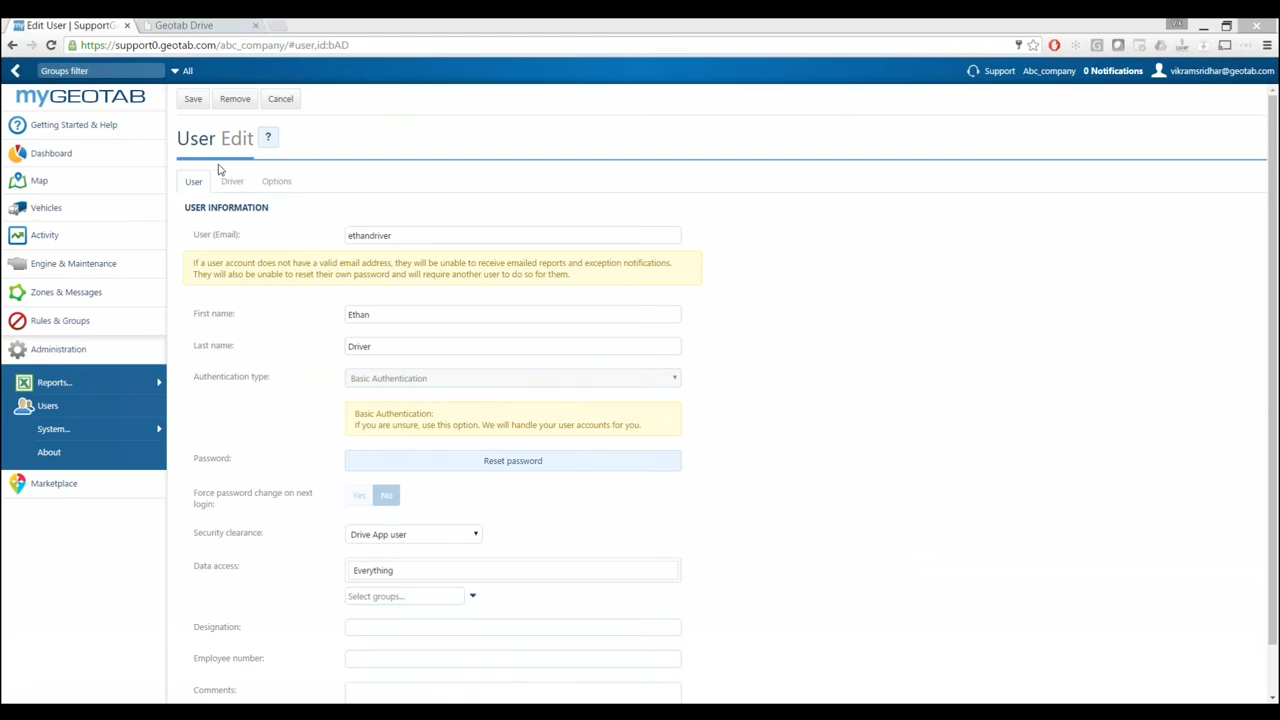 Edit User | SupportG
Geotab Drive
Vik
https://support0.geotab.com/abc_company/#user,id:bAD
Groups filter
All
Support
Abc_company
0 Notifications
vikramsridhar@geotab.com
myGEOTAB
Getting Started & Help
Dashboard
Map
Vehicles
Activity
Engine & Maintenance
Zones & Messages
Rules & Groups
Administration
Reports...
Users
System...
About
Marketplace
Save
Remove
Cancel
User Edit
?
User
Driver
Options
USER INFORMATION
User (Email):
ethandriver
If a user account does not have a valid email address, they will be unable to receive emailed reports and exception notifications.
They will also be unable to reset their own password and will require another user to do so for them.
First name:
Ethan
Last name:
Driver
Authentication type:
Basic Authentication
Basic Authentication:
If you are unsure, use this option. We will handle your user accounts for you.
Password:
Reset password
Force password change on next
login:
Yes
No
Security clearance:
Drive App user
Data access:
Everything
Select groups...
Designation:
Employee number:
Comments: